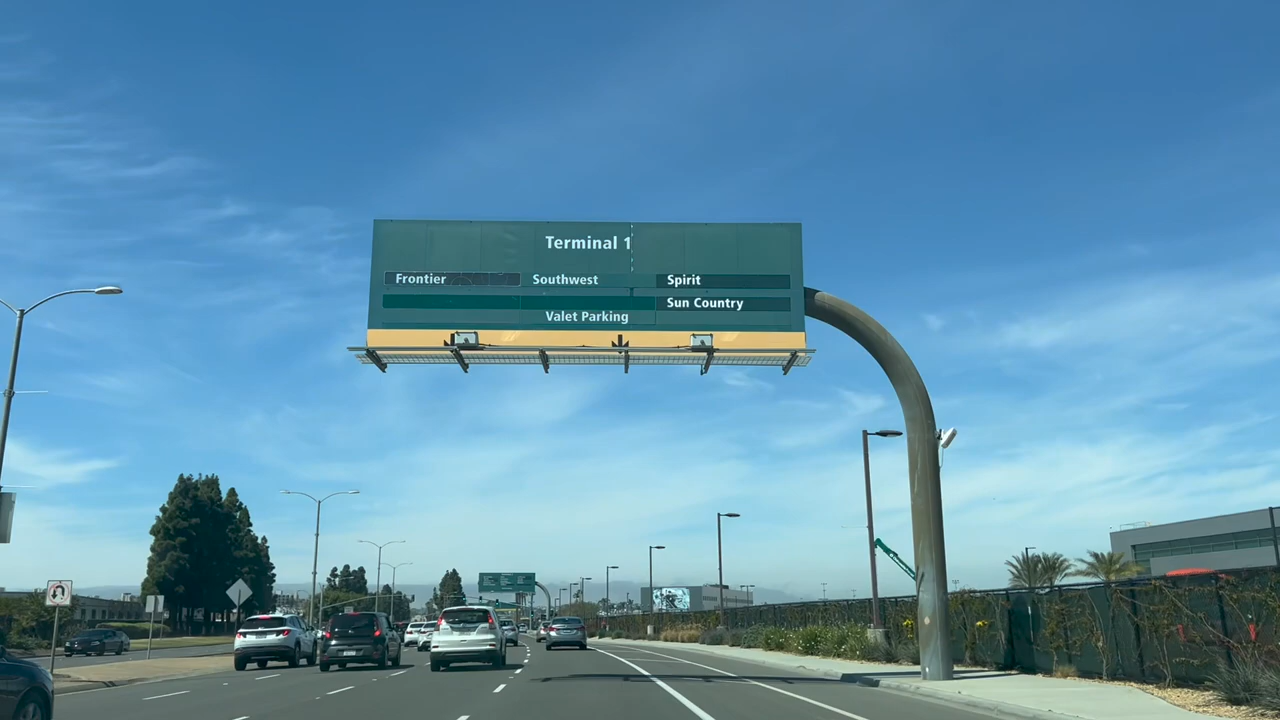 Terminal 1
Frontier Southwest Spirit
Sun Country
Valet Parking